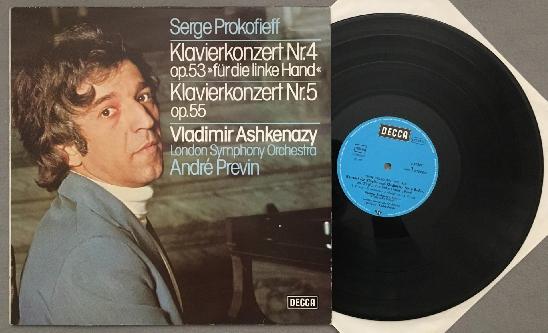 Serge Prokofieff
Klavierkonzert Nr.4
op.53 »für die linke Hand«
Klavierkonzert Nr.5
op.55
Vladimir Ashkenazy
London Symphony Orchestra
André Previn
DECCA
DECCA